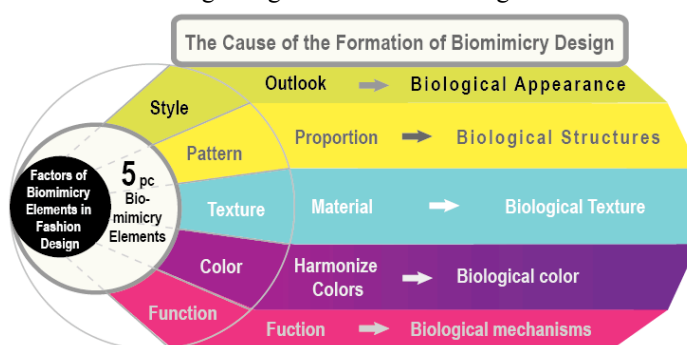 The Cause of the Formation of Biomimicry Design
Style Outlook Biological Appearance
Pattern Proportion Biological Structures
Factors of
Biomimicry
Elements in
Fashion
Design
5 pc
Bio-
mimicry
Elements
Texture Material Biological Texture
Color Harmonize
Colors Biological color
Function Fuction Biological mechanisms